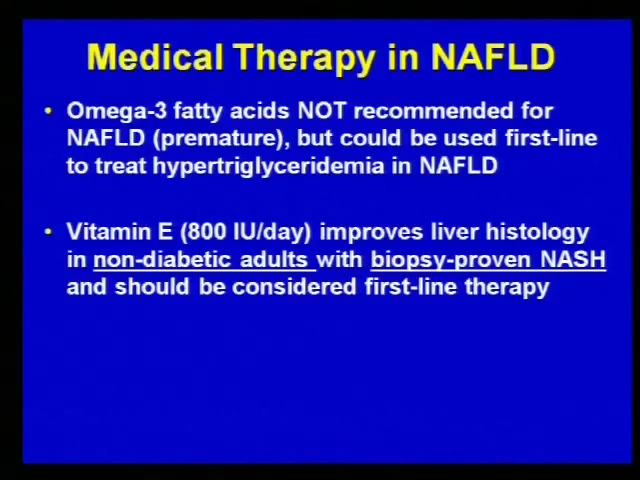 Medical Therapy in NAFLD
• Omega-3 fatty acids NOT recommended for
NAFLD (premature), but could be used first-line
to treat hypertriglyceridemia in NAFLD
• Vitamin E (800 IU/day) improves liver histology
in non-diabetic adults with biopsy-proven NASH
and should be considered first-line therapy